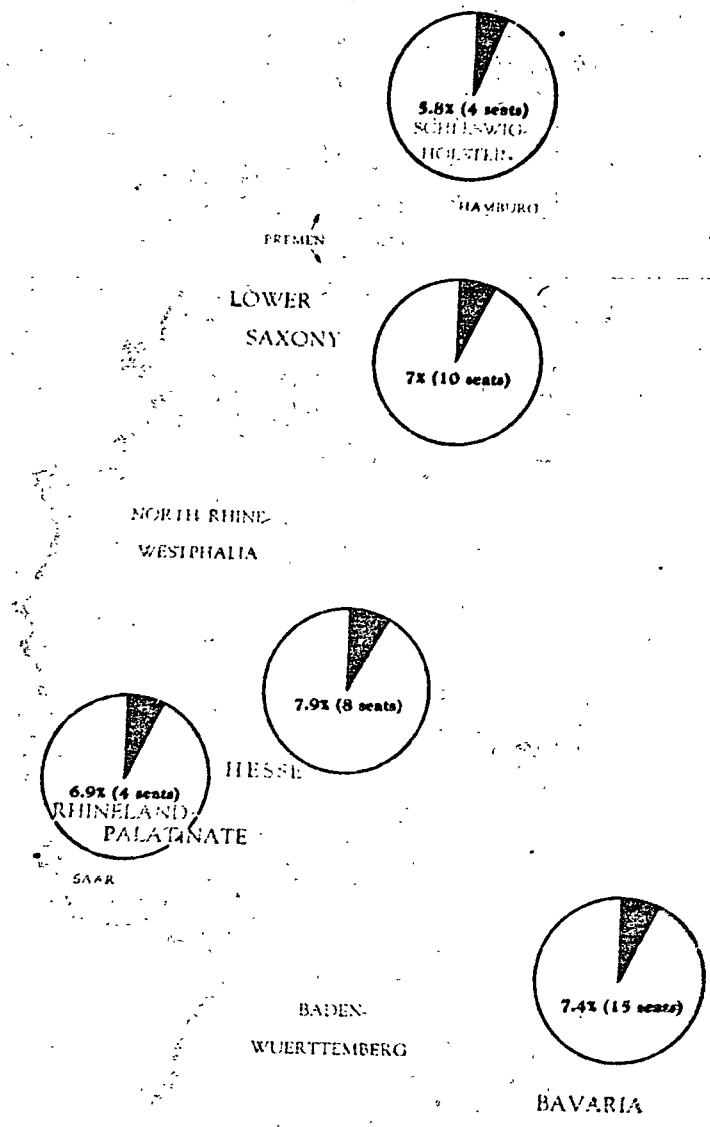 5.8% (4 seats)
SCHLESWIG-
HOLSTEIN
HAMBURG
BREMEN
LOWER
SAXONY
7% (10 seats)
NORTH RHINE-
WESTPHALIA
7.9% (8 seats)
HESSE
6.9% (4 seats)
RHINELAND-
PALATINATE
SAAR
7.4% (15 seats)
BADEN-
WUERTTEMBERG
BAVARIA